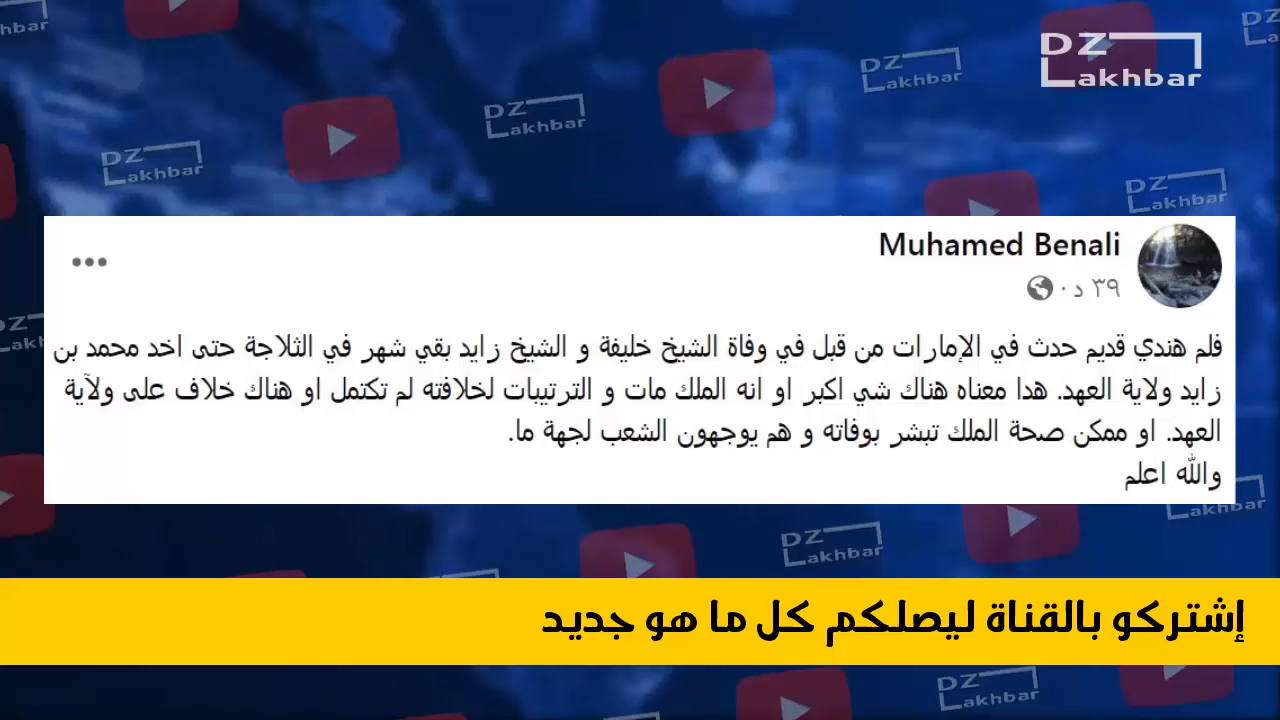 DZ
Lakhbar
Muhamed Benali
٣٩ د ·
فلم هندي قديم حدث في الإمارات من قبل في وفاة الشيخ خليفة و الشيخ زايد بقي شهر في الثلاجة حتى اخد محمد بن
زايد ولاية العهد. هدا معناه هناك شي اكبر او انه الملك مات و الترتيبات لخلافته لم تكتمل او هناك خلاف على ولآية
العهد. او ممكن صحة الملك تبشر بوفاته و هم يوجهون الشعب لجهة ما.
والله اعلم
إشتركو بالقناة ليصلكم كل ما هو جديد